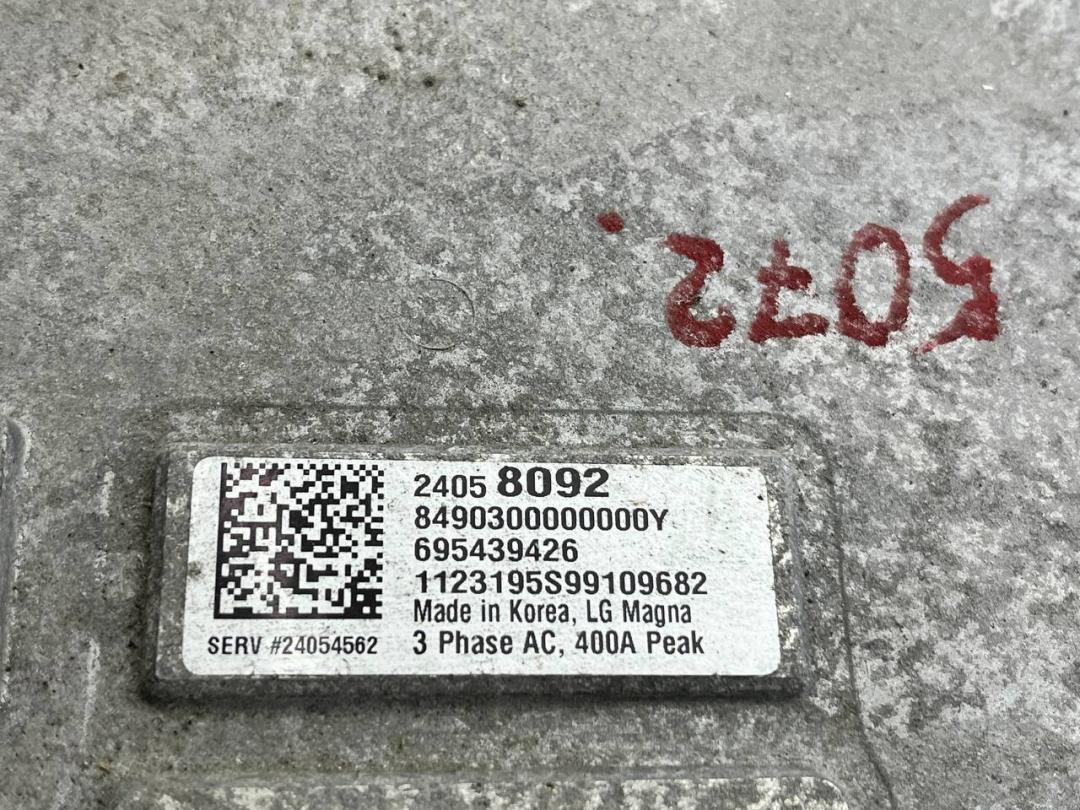 5072.
2405 8092
8490300000000Y
695439426
1123195S99109682
Made in Korea, LG Magna
SERV #24054562
3 Phase AC, 400A Peak